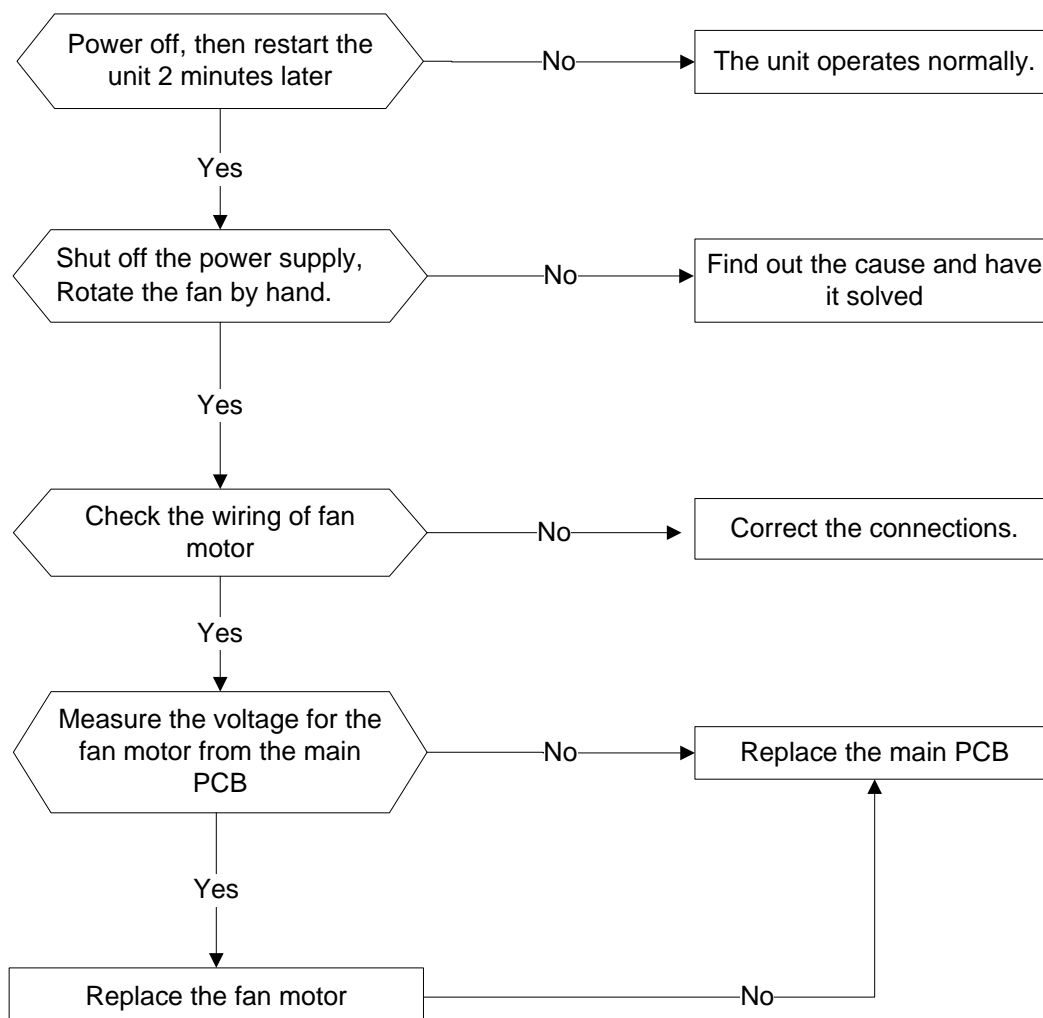 Power off, then restart the
unit 2 minutes later
No
The unit operates normally.
Yes
Shut off the power supply,
Rotate the fan by hand.
No
Find out the cause and have
it solved
Yes
Check the wiring of fan
motor
No
Correct the connections.
Yes
Measure the voltage for the
fan motor from the main
PCB
No
Replace the main PCB
Yes
Replace the fan motor
No